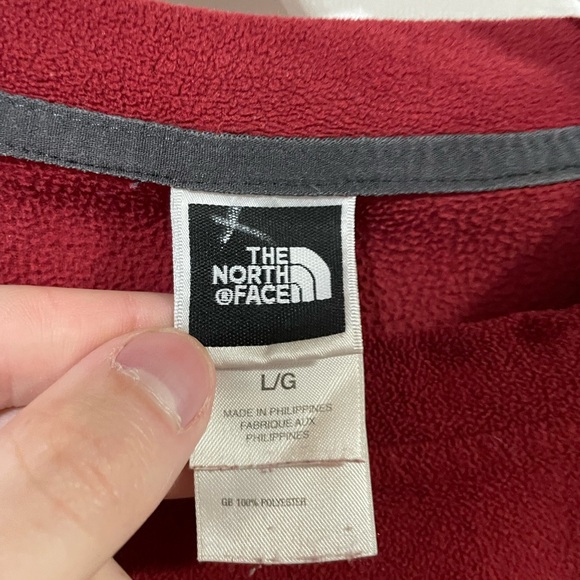 THE
NORTH
®FACE
L/G
MADE IN PHILIPPINES
FABRIQUE AUX
PHILIPPINES
GB 100% POLYESTER